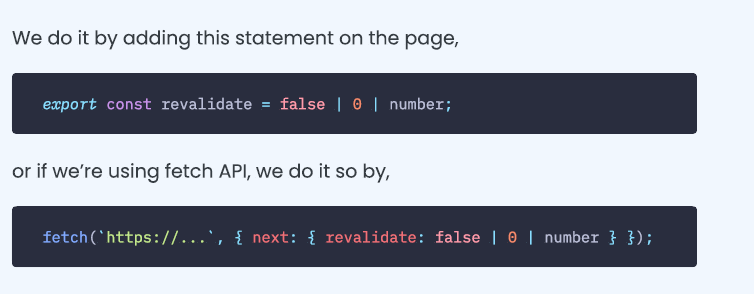 We do it by adding this statement on the page,
export const revalidate = false | 0 | number;
or if we’re using fetch API, we do it so by,
fetch(`https://...`, { next: { revalidate: false | 0 | number } });